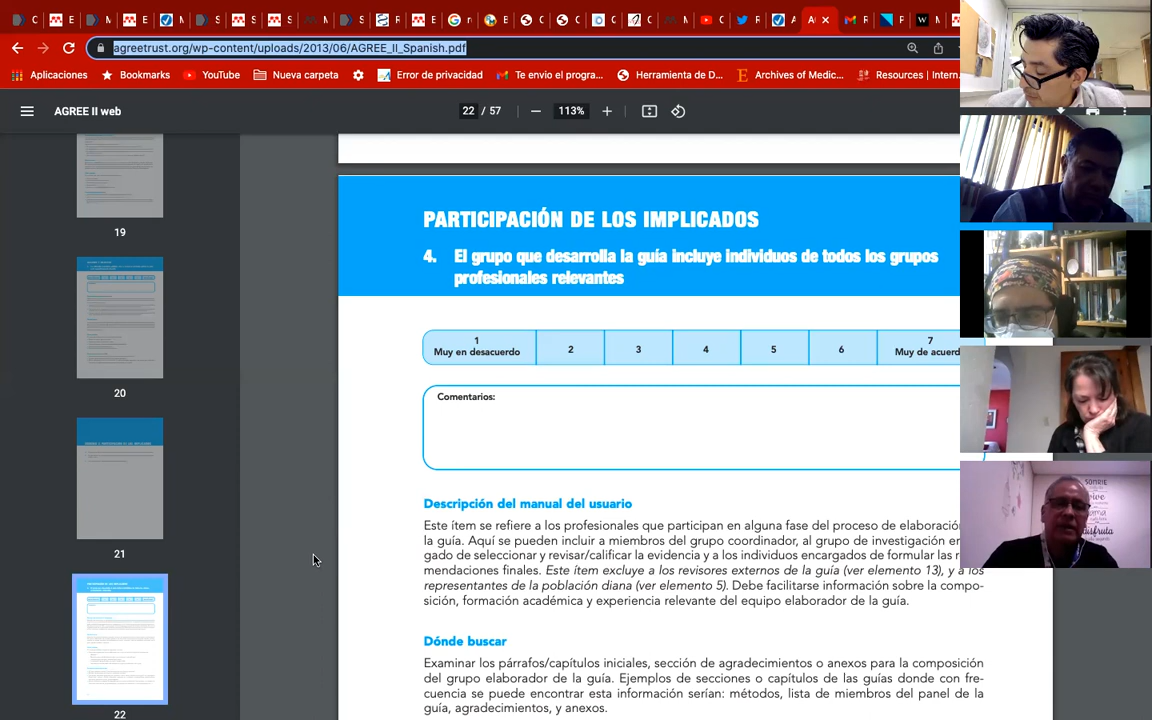 agreetrust.org/wp-content/uploads/2013/06/AGREE_II_Spanish.pdf
Aplicaciones
Bookmarks
YouTube
Nueva carpeta
Error de privacidad
Te envio el progra...
Herramienta de D...
Archives of Medic...
Resources | Intern...
AGREE II web
22 / 57
113%
19
20
21
22
PARTICIPACIÓN DE LOS IMPLICADOS
4. El grupo que desarrolla la guía incluye individuos de todos los grupos
profesionales relevantes
1
Muy en desacuerdo
2
3
4
5
6
7
Muy de acuerd
Comentarios:
Descripción del manual del usuario
Este ítem se refiere a los profesionales que participan en alguna fase del proceso de elaboración
la guía. Aquí se pueden incluir a miembros del grupo coordinador, al grupo de investigación en
gado de seleccionar y revisar/calificar la evidencia y a los individuos encargados de formular las r
mendaciones finales. Este ítem excluye a los revisores externos de la guía (ver elemento 13), y a los
representantes de la población diana (ver elemento 5). Debe facilitarse información sobre la compo-
sición, formación académica y experiencia relevante del equipo elaborador de la guía.
Dónde buscar
Examinar los párrafos/capítulos iniciales, sección de agradecimientos o anexos para la composición
del grupo elaborador de la guía. Ejemplos de secciones o capítulos de las guías donde con fre-
cuencia se puede encontrar esta información serían: métodos, lista de miembros del panel de la
guía, agradecimientos, y anexos.
SONRIE
vive
disfruta